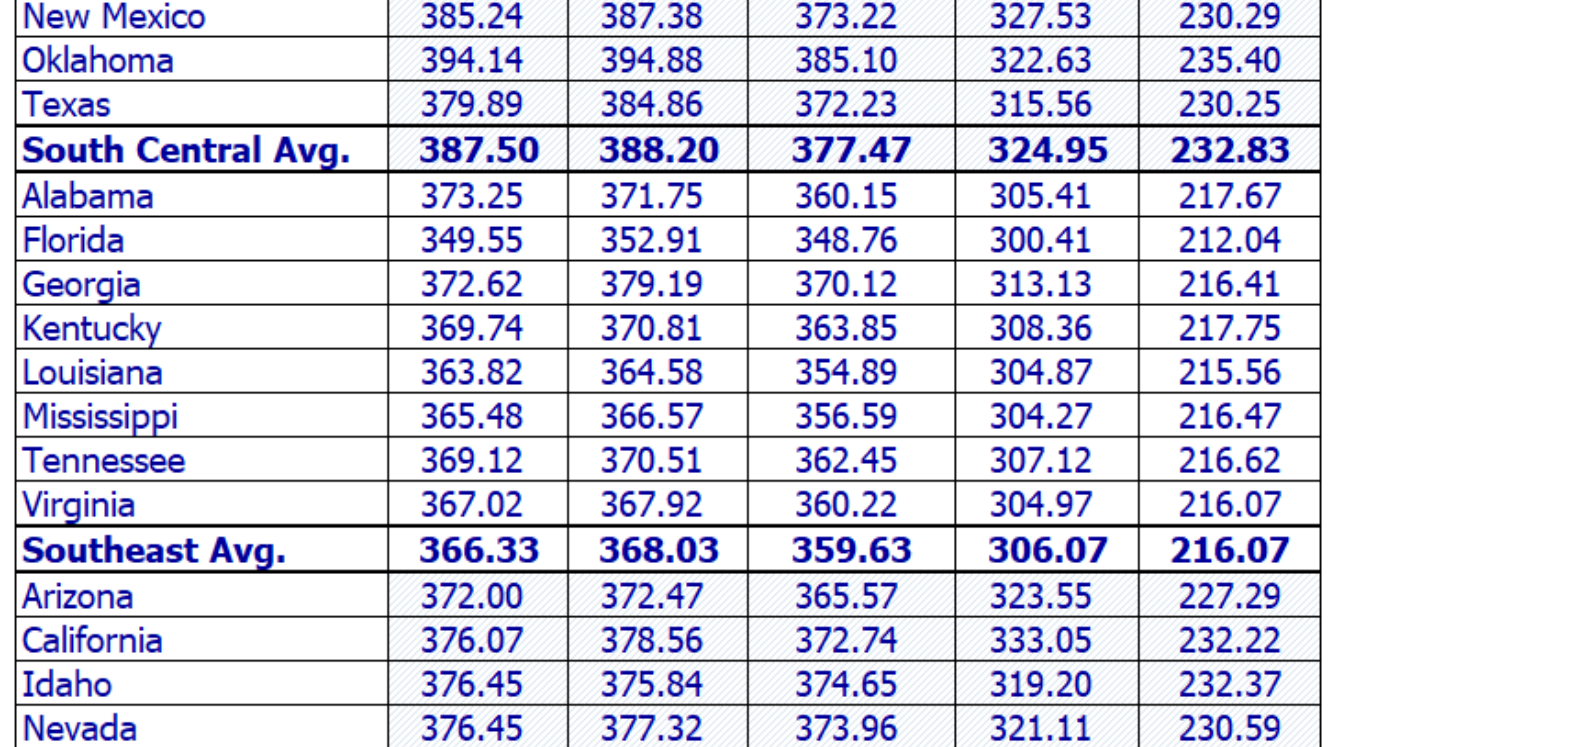 New Mexico 385.24 387.38 373.22 327.53 230.29
Oklahoma 394.14 394.88 385.10 322.63 235.40
Texas 379.89 384.86 372.23 315.56 230.25
South Central Avg. 387.50 388.20 377.47 324.95 232.83
Alabama 373.25 371.75 360.15 305.41 217.67
Florida 349.55 352.91 348.76 300.41 212.04
Georgia 372.62 379.19 370.12 313.13 216.41
Kentucky 369.74 370.81 363.85 308.36 217.75
Louisiana 363.82 364.58 354.89 304.87 215.56
Mississippi 365.48 366.57 356.59 304.27 216.47
Tennessee 369.12 370.51 362.45 307.12 216.62
Virginia 367.02 367.92 360.22 304.97 216.07
Southeast Avg. 366.33 368.03 359.63 306.07 216.07
Arizona 372.00 372.47 365.57 323.55 227.29
California 376.07 378.56 372.74 333.05 232.22
Idaho 376.45 375.84 374.65 319.20 232.37
Nevada 376.45 377.32 373.96 321.11 230.59